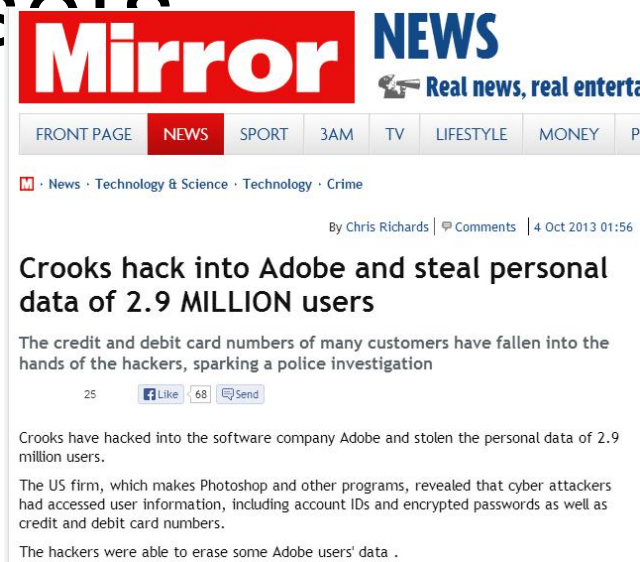 Mirror
NEWS
Real news, real
FRONT PAGE NEWS SPORT 3AM TV LIFESTYLE MONEY
M · News · Technology & Science · Technology · Crime
By Chris Richards | Comments | 4 Oct 2013 01:56
Crooks hack into Adobe and steal personal
data of 2.9 MILLION users
The credit and debit card numbers of many customers have fallen into the
hands of the hackers, sparking a police investigation
25 Like 68 Send
Crooks have hacked into the software company Adobe and stolen the personal data of 2.9
million users.
The US firm, which makes Photoshop and other programs, revealed that cyber attackers
had accessed user information, including account IDs and encrypted passwords as well as
credit and debit card numbers.
The hackers were able to erase some Adobe users' data .